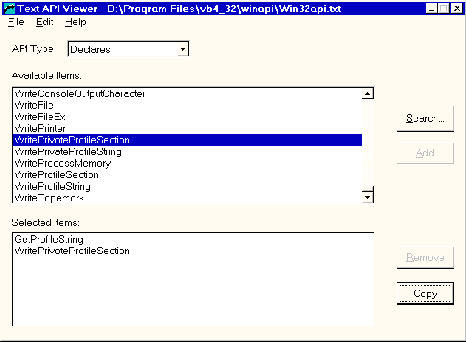 Text API Viewer - D:\Program Files\vb4_32\winapi\Win32api.txt
File Edit Help
API Type
Declares
Available Items:
WriteConsoleOutputCharacter
WriteFile
WriteFileEx
WritePrinter
WritePrivateProfileSection
WritePrivateProfileString
WriteProcessMemory
WriteProfileSection
WriteProfileString
WriteTapemark
Search...
Add
Selected Items:
GetProfileString
WritePrivateProfileSection
Remove
Copy